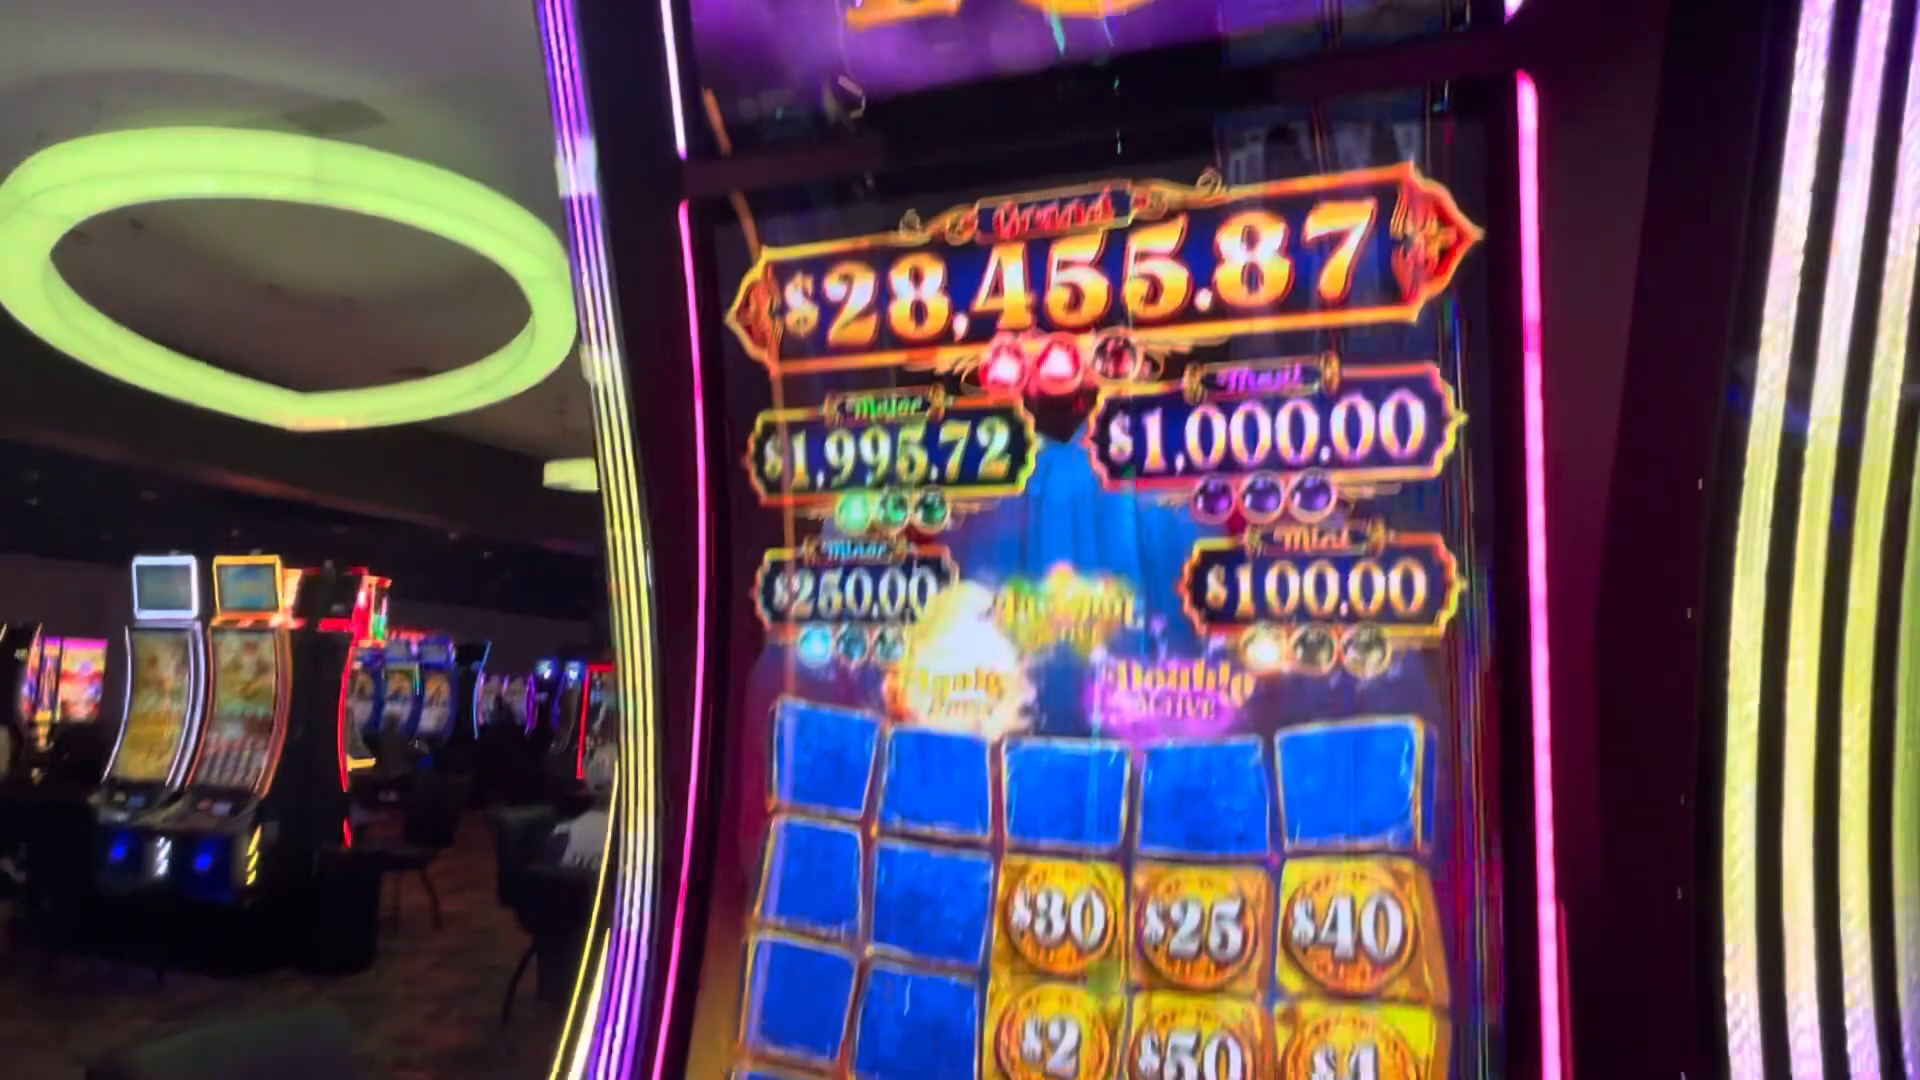 Grand
$28,455.87
Major
$1,995.72
Maxi
$1,000.00
Minor
$250.00
Mini
$100.00
Double
ACTIVE
$30
$25
$40
$2
$50